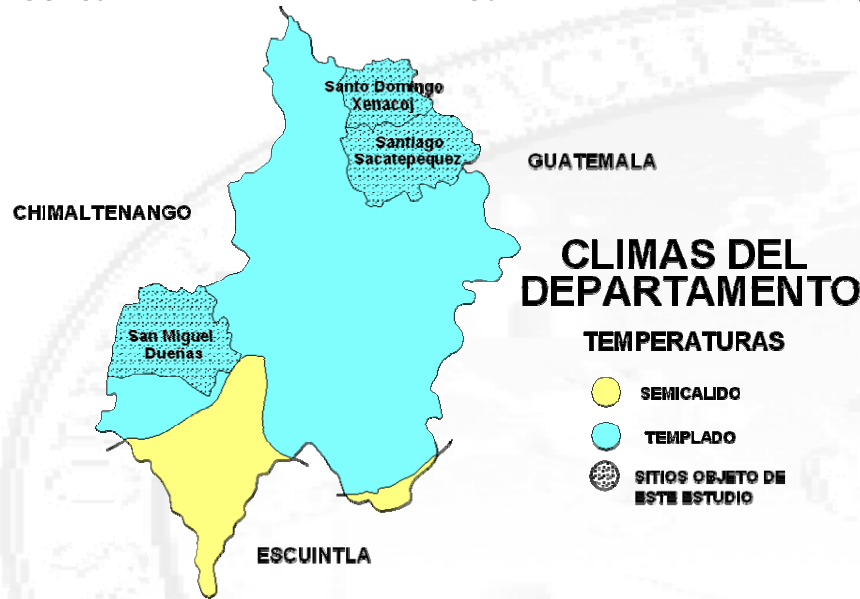 Santo Domingo
Xenacoj
Santiago
Sacatepequez
GUATEMALA
CHIMALTENANGO
CLIMAS DEL
DEPARTAMENTO
San Miguel
Dueñas
TEMPERATURAS
SEMICALIDO
TEMPLADO
SITIOS OBJETO DE
ESTE ESTUDIO
ESCUINTLA